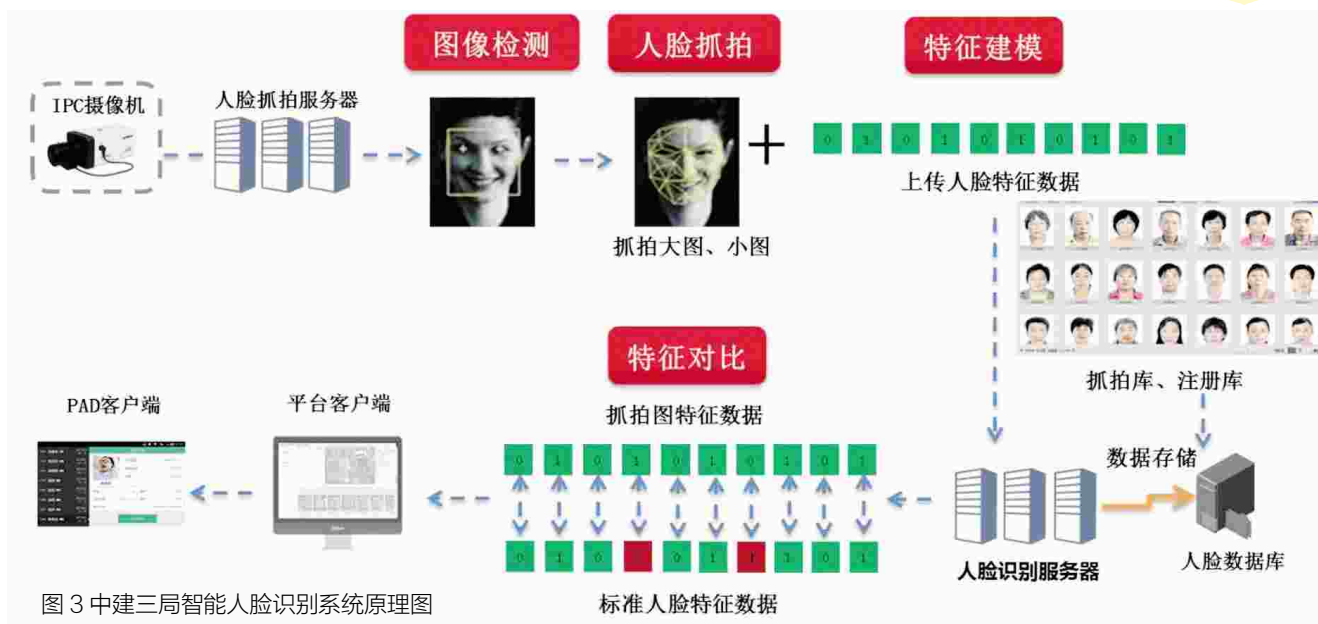 图像检测
人脸抓拍
特征建模
IPC摄像机
人脸抓拍服务器
0 1 0 1 0 1 0 1 0 1
上传人脸特征数据
抓拍大图、小图
抓拍库、注册库
特征对比
抓拍图特征数据
PAD客户端
平台客户端
0 1 0 1 0 1 0 1 0 1
数据存储
0 1 0 0 1 1 1 0 1
人脸识别服务器
人脸数据库
标准人脸特征数据
图 3 中建三局智能人脸识别系统原理图